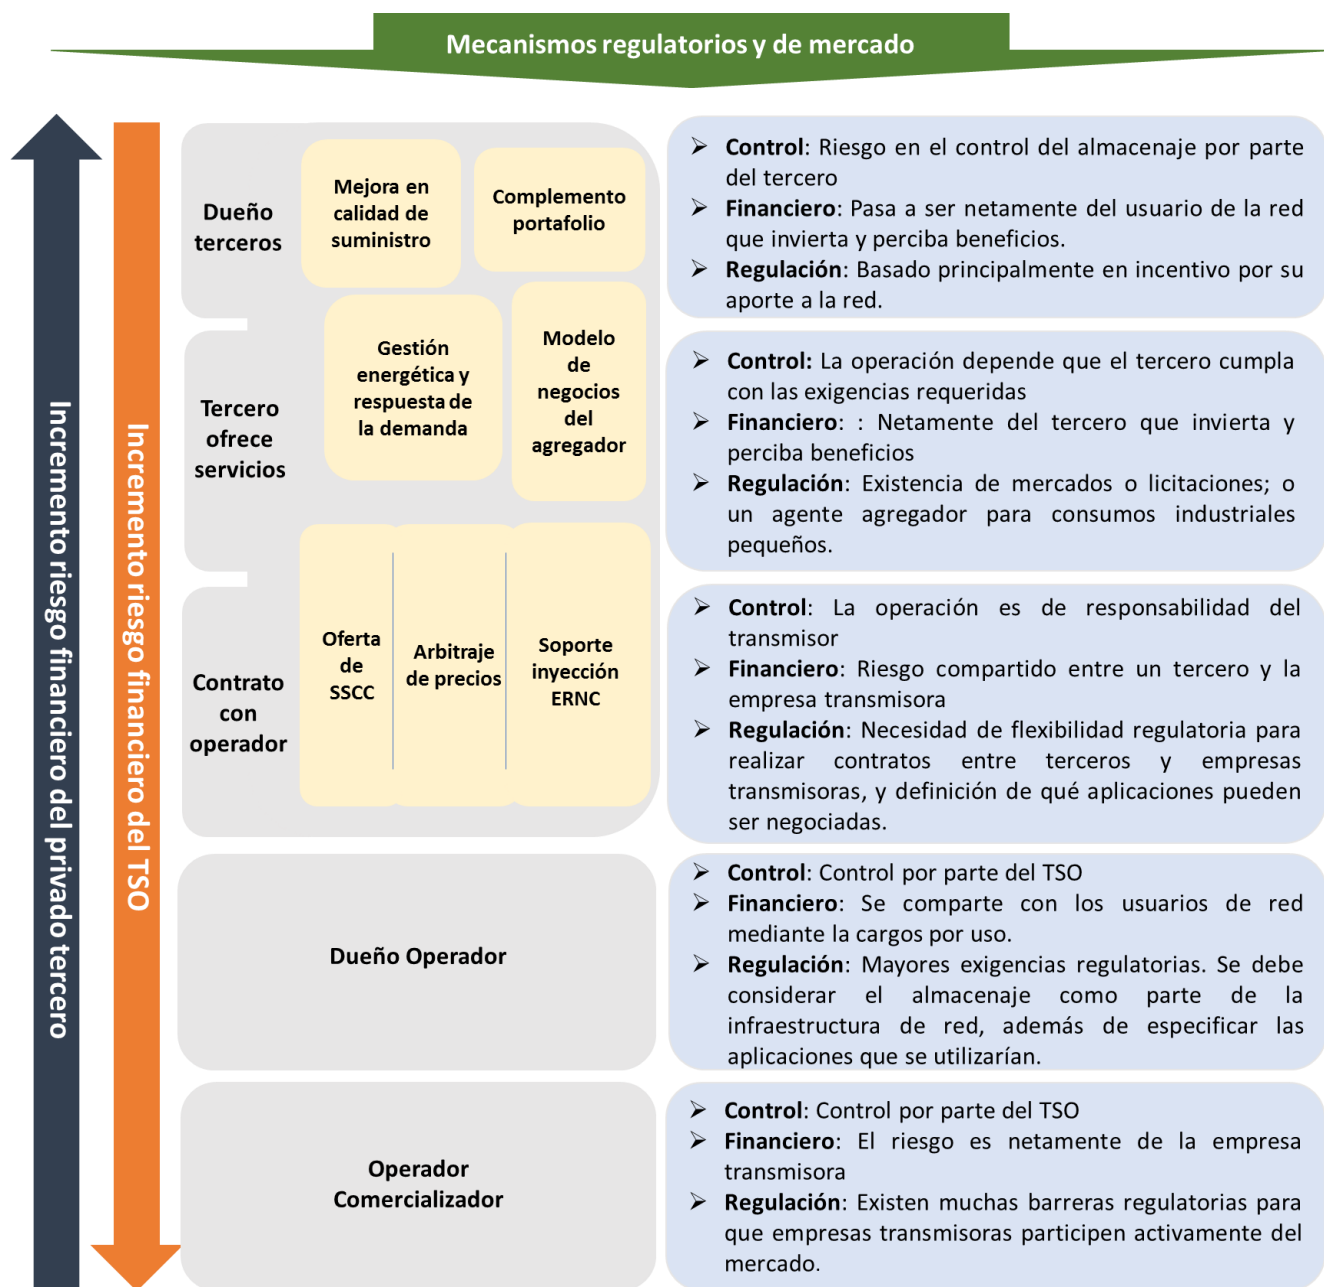 Mecanismos regulatorios y de mercado
Incremento riesgo financiero del privado tercero
Incremento riesgo financiero del TSO
Dueño
terceros
Mejora en
calidad de
suministro
Complemento
portafolio
➢ Control: Riesgo en el control del almacenaje por parte
del tercero
➢ Financiero: Pasa a ser netamente del usuario de la red
que invierta y perciba beneficios.
➢ Regulación: Basado principalmente en incentivo por su
aporte a la red.
Tercero
ofrece
servicios
Gestión
energética y
respuesta de
la demanda
Modelo
de
negocios
del
agregador
➢ Control: La operación depende que el tercero cumpla
con las exigencias requeridas
➢ Financiero: : Netamente del tercero que invierta y
perciba beneficios
➢ Regulación: Existencia de mercados o licitaciones; o
un agente agregador para consumos industriales
pequeños.
Contrato
con
operador
Oferta
de
SSCC
Arbitraje
de precios
Soporte
inyección
ERNC
➢ Control: La operación es de responsabilidad del
transmisor
➢ Financiero: Riesgo compartido entre un tercero y la
empresa transmisora
➢ Regulación: Necesidad de flexibilidad regulatoria para
realizar contratos entre terceros y empresas
transmisoras, y definición de qué aplicaciones pueden
ser negociadas.
Dueño Operador
➢ Control: Control por parte del TSO
➢ Financiero: Se comparte con los usuarios de red
mediante la cargos por uso.
➢ Regulación: Mayores exigencias regulatorias. Se debe
considerar el almacenaje como parte de la
infraestructura de red, además de especificar las
aplicaciones que se utilizarían.
Operador
Comercializador
➢ Control: Control por parte del TSO
➢ Financiero: El riesgo es netamente de la empresa
transmisora
➢ Regulación: Existen muchas barreras regulatorias para
que empresas transmisoras participen activamente del
mercado.